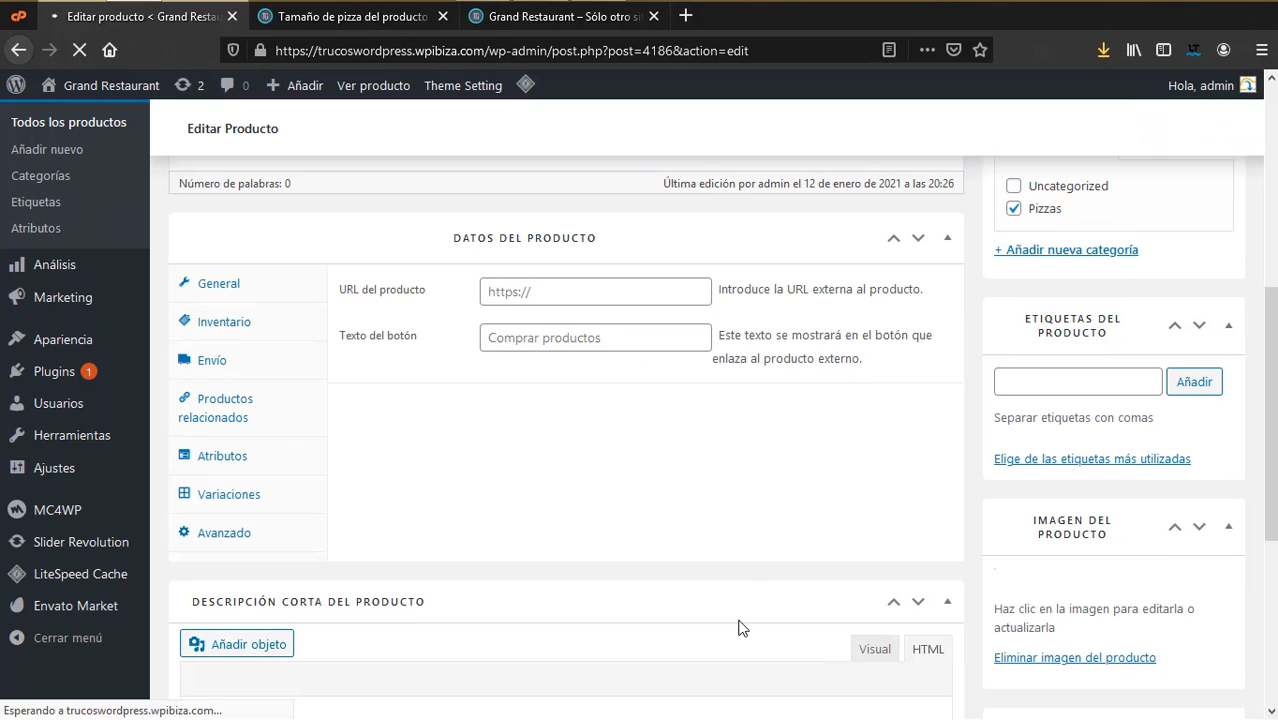 Editar producto < Grand Restau
Tamaño de pizza del producto
Grand Restaurant – Sólo otro si
https://trucoswordpress.wpibiza.com/wp-admin/post.php?post=4186&action=edit
Grand Restaurant
2
0
Añadir
Ver producto
Theme Setting
Hola, admin
Todos los productos
Añadir nuevo
Categorías
Etiquetas
Atributos
Análisis
Marketing
Apariencia
Plugins 1
Usuarios
Herramientas
Ajustes
MC4WP
Slider Revolution
LiteSpeed Cache
Envato Market
Cerrar menú
Editar Producto
Número de palabras: 0
Última edición por admin el 12 de enero de 2021 a las 20:26
DATOS DEL PRODUCTO
General
Inventario
Envío
Productos
relacionados
Atributos
Variaciones
Avanzado
URL del producto
https://
Introduce la URL externa al producto.
Texto del botón
Comprar productos
Este texto se mostrará en el botón que
enlaza al producto externo.
DESCRIPCIÓN CORTA DEL PRODUCTO
Añadir objeto
Visual
HTML
Uncategorized
Pizzas
+ Añadir nueva categoría
ETIQUETAS DEL
PRODUCTO
Añadir
Separar etiquetas con comas
Elige de las etiquetas más utilizadas
IMAGEN DEL
PRODUCTO
Haz clic en la imagen para editarla o
actualizarla
Eliminar imagen del producto
Esperando a trucoswordpress.wpibiza.com...